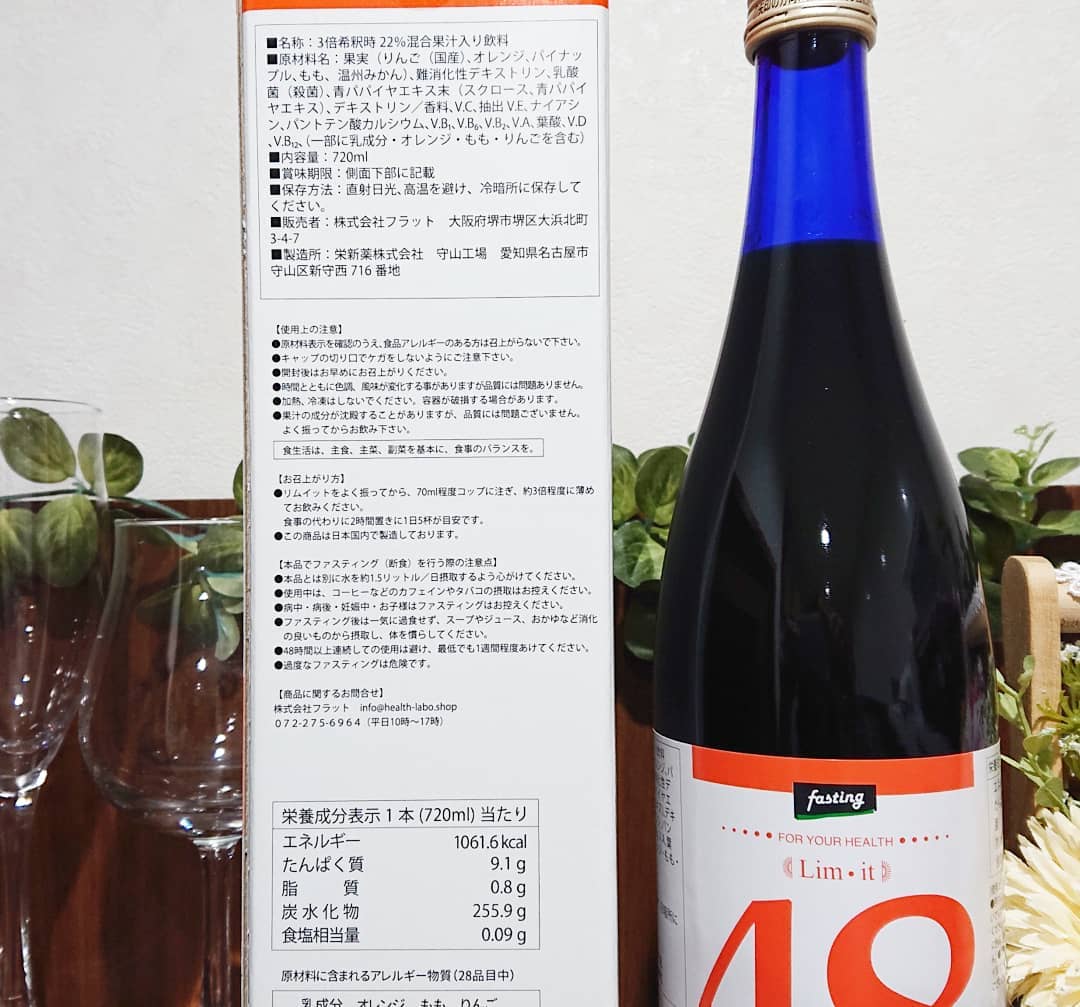 ■名称：3倍希釈時 22％混合果汁入り飲料
■原材料名：果実（りんご（国産）、オレンジ、パイナッ
プル、もも、温州みかん）、難消化性デキストリン、乳酸
菌（殺菌）、青パパイヤエキス末（スクロース、青パパイ
ヤエキス）、デキストリン／香料、V.C、抽出 V.E、ナイアシ
ン、パントテン酸カルシウム、V.B₁、V.B₆、V.B₂、V.A、葉酸、V.D
、V.B₁₂、（一部に乳成分・オレンジ・もも・りんごを含む）
■内容量：720ml
■賞味期限：側面下部に記載
■保存方法：直射日光、高温を避け、冷暗所に保存して
ください。
■販売者：株式会社フラット　大阪府堺市堺区大浜北町
3-4-7
■製造所：栄新薬株式会社　守山工場　愛知県名古屋市
守山区新守西 716 番地
【使用上の注意】
●原材料表示を確認のうえ、食品アレルギーのある方は召上がらないで下さい。
●キャップの切り口でケガをしないようにご注意下さい。
●開封後はお早めにお召上がりください。
●時間とともに色調、風味が変化する事がありますが品質には問題ありません。
●加熱、冷凍はしないでください。容器が破損する場合があります。
●果汁の成分が沈殿することがありますが、品質には問題ございません。
よく振ってからお飲み下さい。
食生活は、主食、主菜、副菜を基本に、食事のバランスを。
【お召上がり方】
●リムイットをよく振ってから、70ml程度コップに注ぎ、約3倍程度に薄め
てお飲みください。
食事の代わりに2時間置きに1日5杯が目安です。
●この商品は日本国内で製造しております。
【本品でファスティング（断食）を行う際の注意点】
●本品とは別に水を約1.5リットル／日摂取するよう心がけてください。
●使用中は、コーヒーなどのカフェインやタバコの摂取はお控えください。
●病中・病後・妊娠中・お子様はファスティングはお控えください。
●ファスティング後は一気に過食せず、スープやジュース、おかゆなど消化
の良いものから摂取し、体を慣らしてください。
●48時間以上連続しての使用は避け、最低でも1週間程度あけてください。
●過度なファスティングは危険です。
【商品に関するお問合せ】
株式会社フラット　info@health-labo.shop
072-275-6964（平日10時～17時）
栄養成分表示 1 本 (720ml) 当たり
エネルギー 1061.6 kcal
たんぱく質 9.1 g
脂質 0.8 g
炭水化物 255.9 g
食塩相当量 0.09 g
原材料に含まれるアレルギー物質（28品目中）
乳成分、オレンジ、もも、りんご
fasting
FOR YOUR HEALTH
Lim・it
48